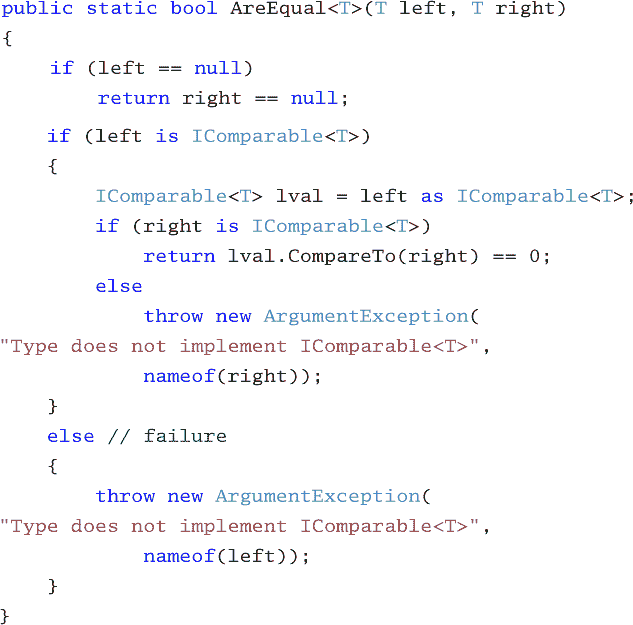 public static bool AreEqual<T>(T left, T right)
{
    if (left == null)
        return right == null;
    if (left is IComparable<T>)
    {
        IComparable<T> lval = left as IComparable<T>;
        if (right is IComparable<T>)
            return lval.CompareTo(right) == 0;
        else
            throw new ArgumentException(
"Type does not implement IComparable<T>",
            nameof(right));
    }
    else // failure
    {
        throw new ArgumentException(
"Type does not implement IComparable<T>",
            nameof(left));
    }
}